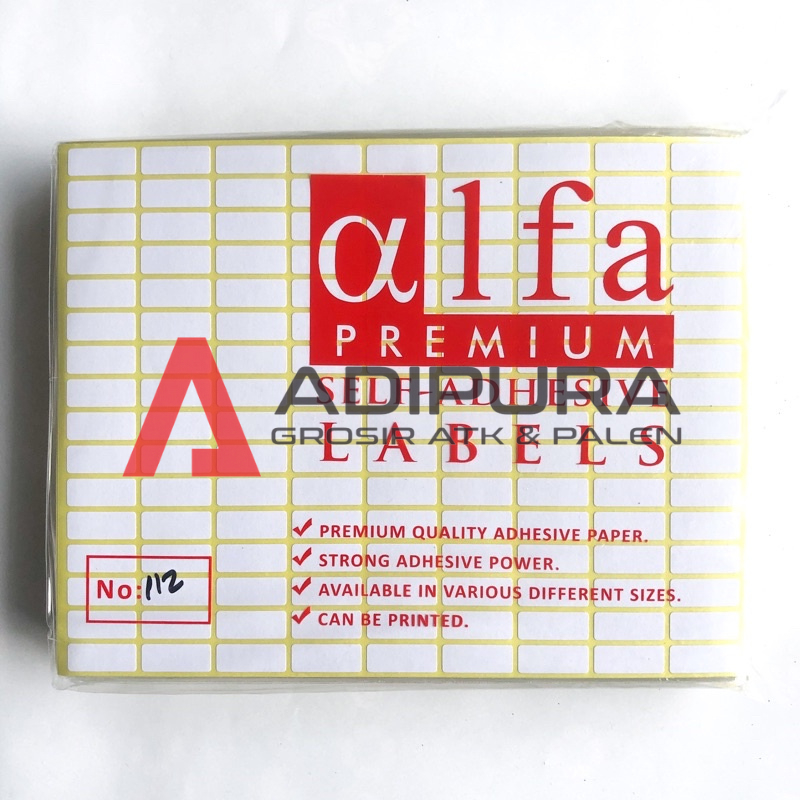 αlfa
PREMIUM
SELF-ADHESIVE
LABELS
ADIPURA
GROSIR ATK & PALEN
✓ PREMIUM QUALITY ADHESIVE PAPER.
✓ STRONG ADHESIVE POWER.
✓ AVAILABLE IN VARIOUS DIFFERENT SIZES.
✓ CAN BE PRINTED.
No: 112